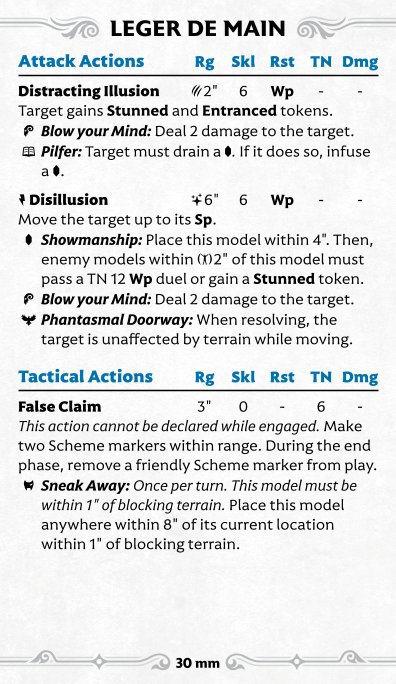 LEGER DE MAIN
Attack Actions Rg Skl Rst TN Dmg
Distracting Illusion 2" 6 Wp - -
Target gains Stunned and Entranced tokens.
Blow your Mind: Deal 2 damage to the target.
Pilfer: Target must drain a . If it does so, infuse
a .
Disillusion 6" 6 Wp - -
Move the target up to its Sp.
Showmanship: Place this model within 4". Then,
enemy models within 2" of this model must
pass a TN 12 Wp duel or gain a Stunned token.
Blow your Mind: Deal 2 damage to the target.
Phantasmal Doorway: When resolving, the
target is unaffected by terrain while moving.
Tactical Actions Rg Skl Rst TN Dmg
False Claim 3" 0 - 6 -
This action cannot be declared while engaged. Make
two Scheme markers within range. During the end
phase, remove a friendly Scheme marker from play.
Sneak Away: Once per turn. This model must be
within 1" of blocking terrain. Place this model
anywhere within 8" of its current location
within 1" of blocking terrain.
30 mm